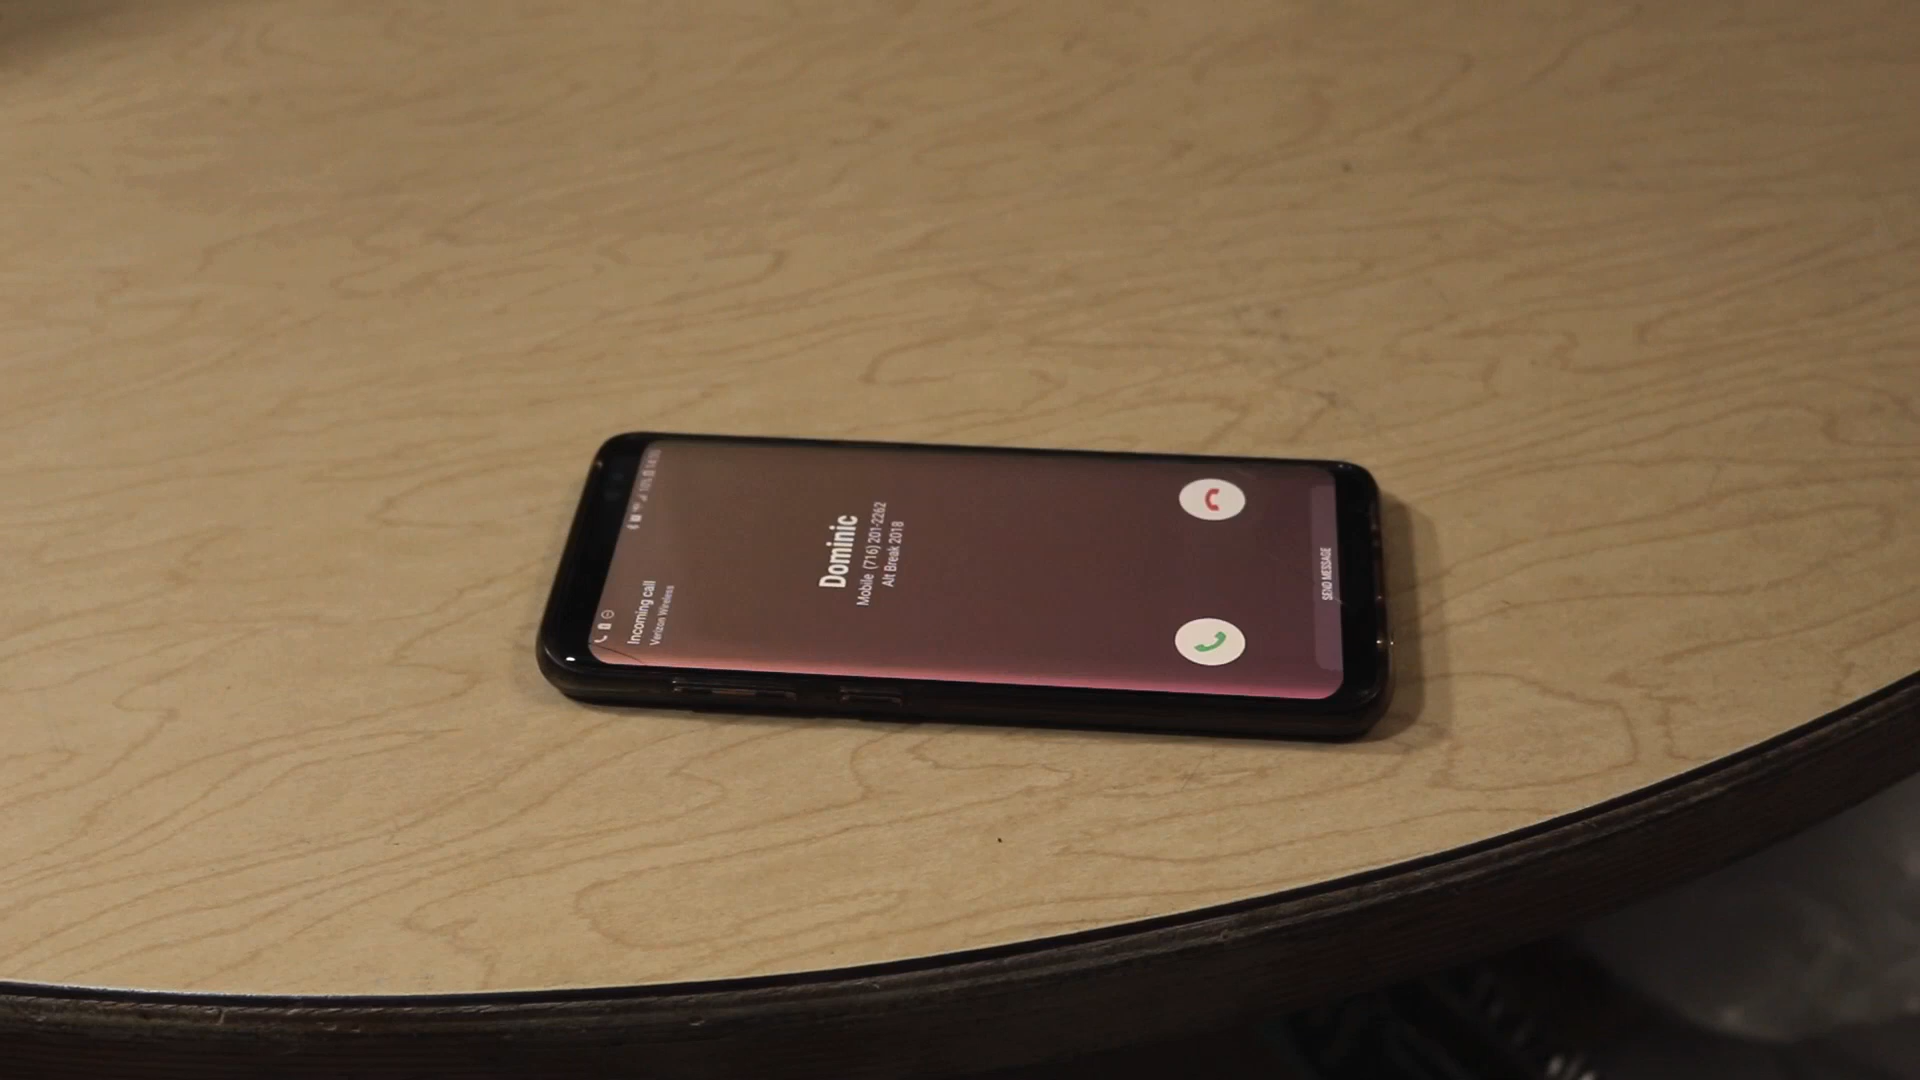 Incoming call
Verizon Wireless
Dominic
Mobile (716) 201-2262
Alt Break 2018
SEND MESSAGE